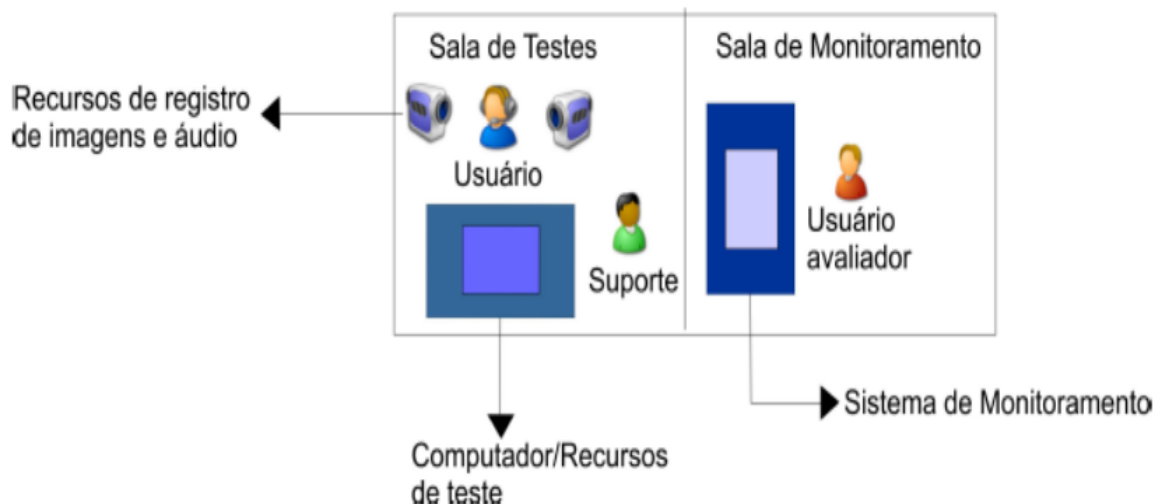 Sala de Testes
Sala de Monitoramento
Recursos de registro
de imagens e áudio
Usuário
Suporte
Usuário
avaliador
Sistema de Monitoramento
Computador/Recursos
de teste